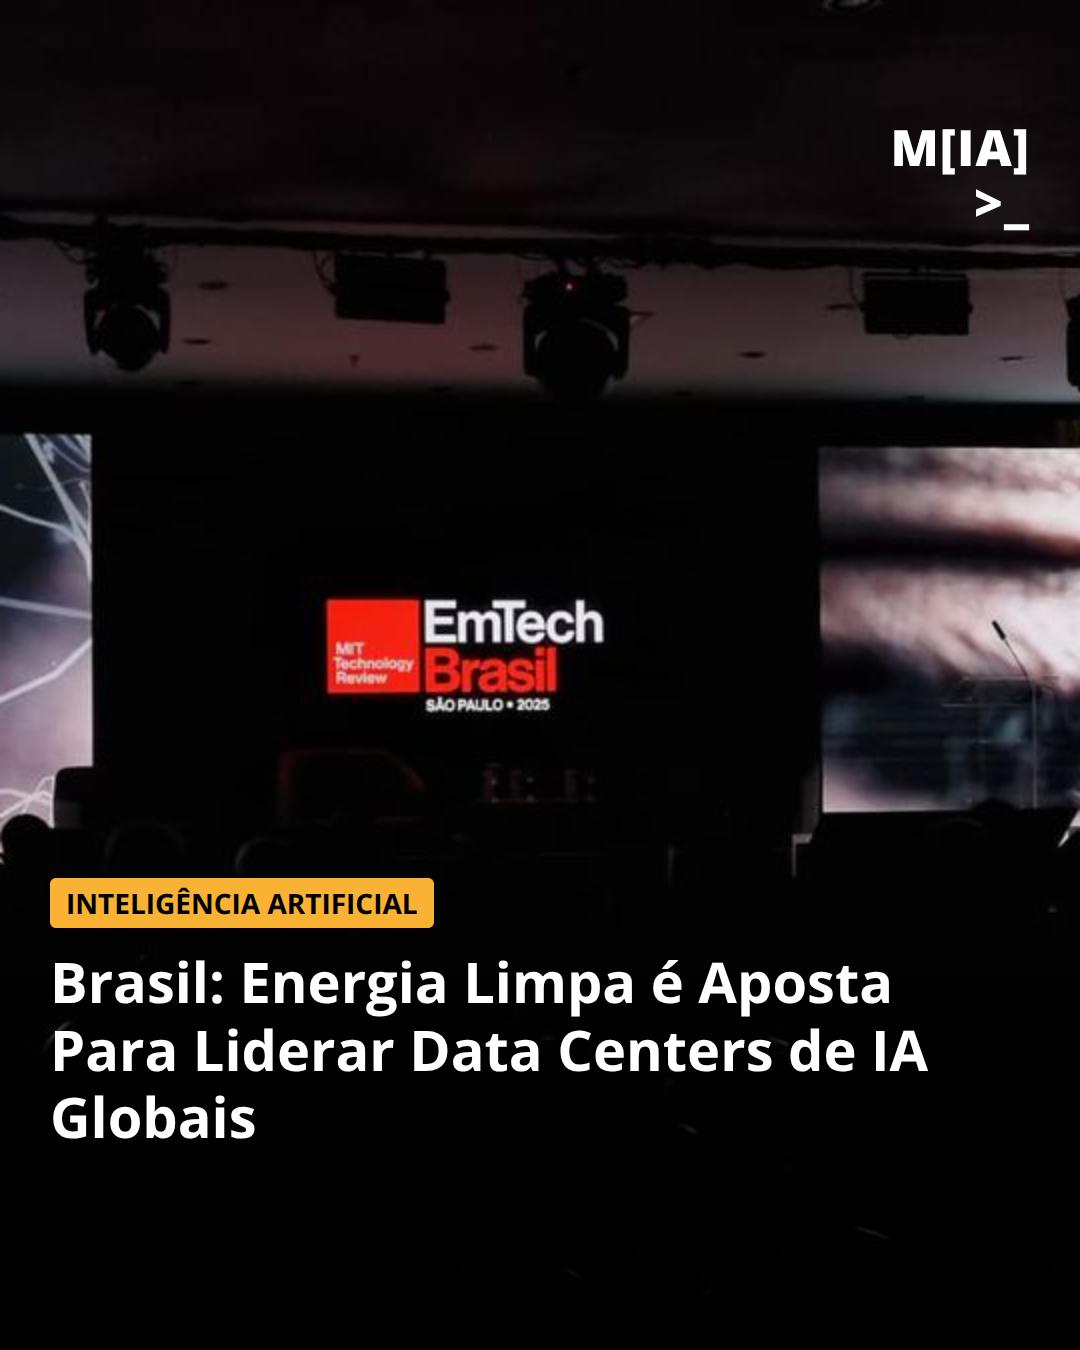 M[IA]
>_
EmTech
MIT
Technology
Review
Brasil
SÃO PAULO • 2025
INTELIGÊNCIA ARTIFICIAL
Brasil: Energia Limpa é Aposta
Para Liderar Data Centers de IA
Globais